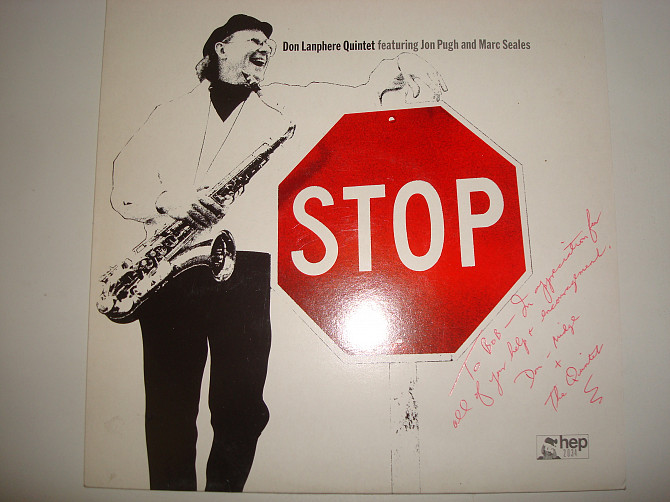 Don Lanphere Quintet featuring Jon Pugh and Marc Seales
STOP
To Bob – In appreciation for
all of your help + encouragement.
Don – Midge
+
The Quintet
hep
2034